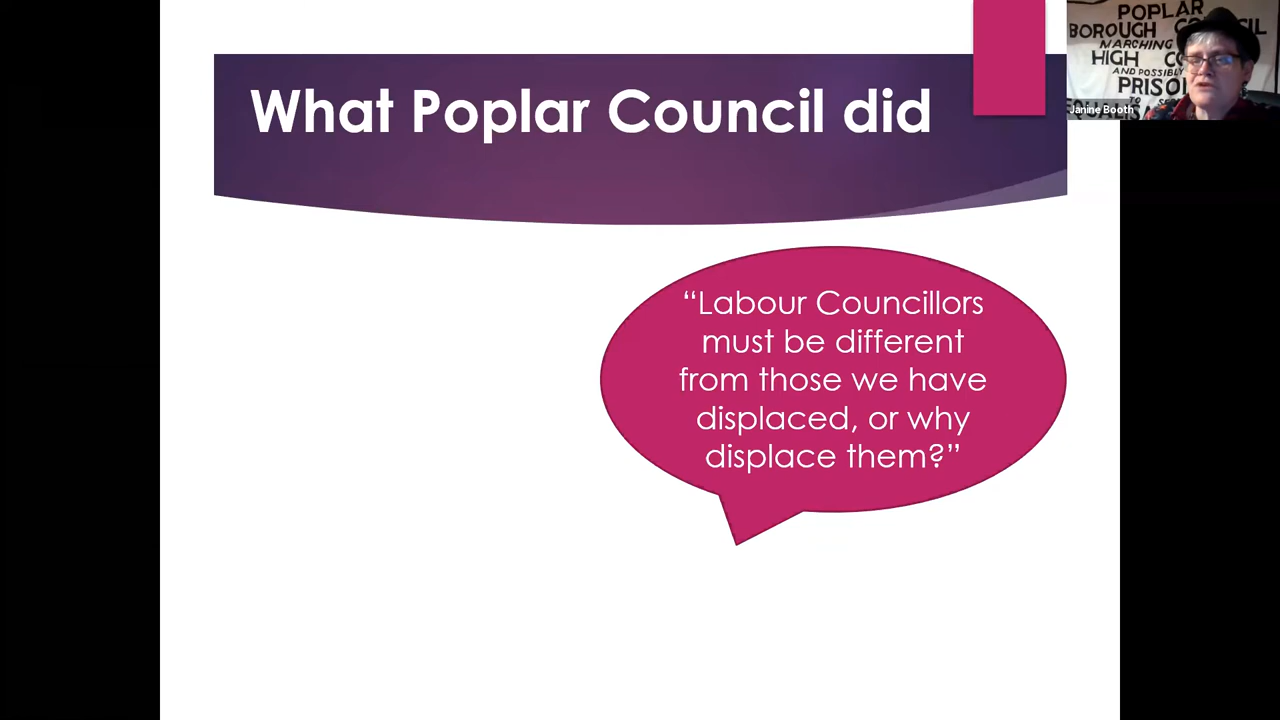 What Poplar Council did
“Labour Councillors
must be different
from those we have
displaced, or why
displace them?”
POPLAR
BOROUGH
MARCHING
HIGH
AND POSSIBLY
PRISO
Janine Booth